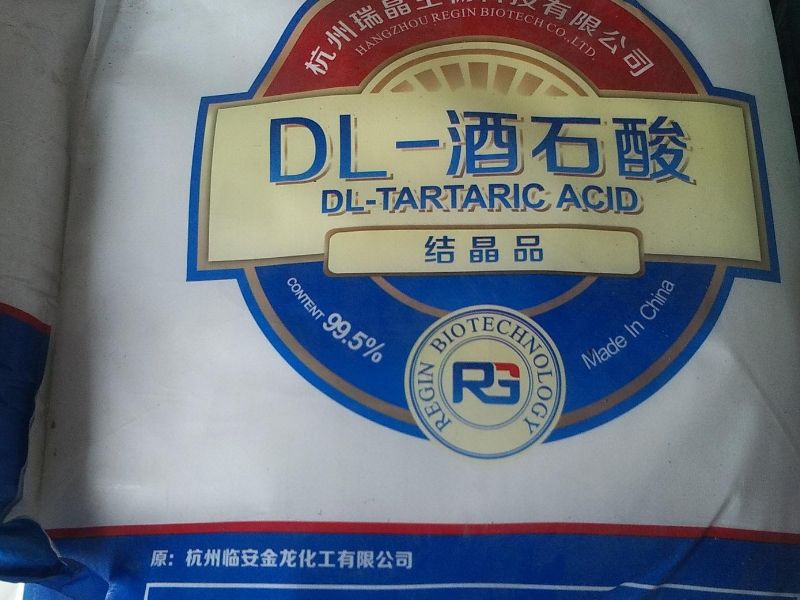 杭州瑞晶生物科技有限公司
HANGZHOU REGIN BIOTECH CO.,LTD.
DL-酒石酸
DL-TARTARIC ACID
结晶品
CONTENT 99.5%
Made In China
REGIN BIOTECHNOLOGY
RG
原：杭州临安金龙化工有限公司